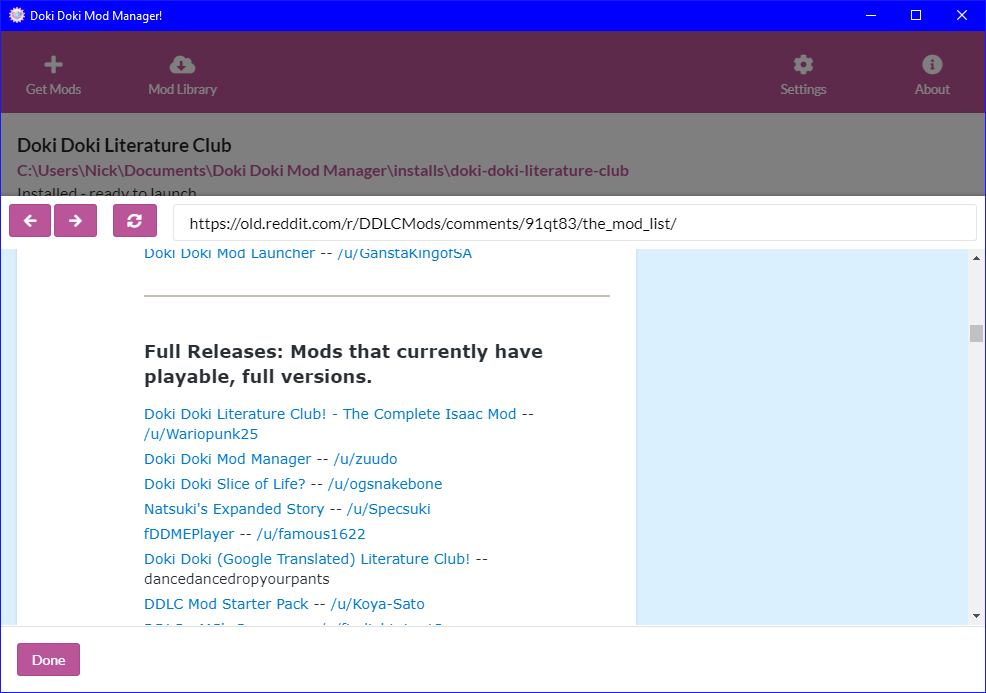 Doki Doki Mod Manager!
Get Mods
Mod Library
Settings
About
Doki Doki Literature Club
C:\Users\Nick\Documents\Doki Doki Mod Manager\installs\doki-doki-literature-club
Installed - ready to launch
https://old.reddit.com/r/DDLCMods/comments/91qt83/the_mod_list/
Doki Doki Mod Launcher -- /u/GanstaKingofSA
Full Releases: Mods that currently have
playable, full versions.
Doki Doki Literature Club! - The Complete Isaac Mod --
/u/Wariopunk25
Doki Doki Mod Manager -- /u/zuudo
Doki Doki Slice of Life? -- /u/ogsnakebone
Natsuki's Expanded Story -- /u/Specsuki
fDDMEPlayer -- /u/famous1622
Doki Doki (Google Translated) Literature Club! --
dancedancedropyourpants
DDLC Mod Starter Pack -- /u/Koya-Sato
Done